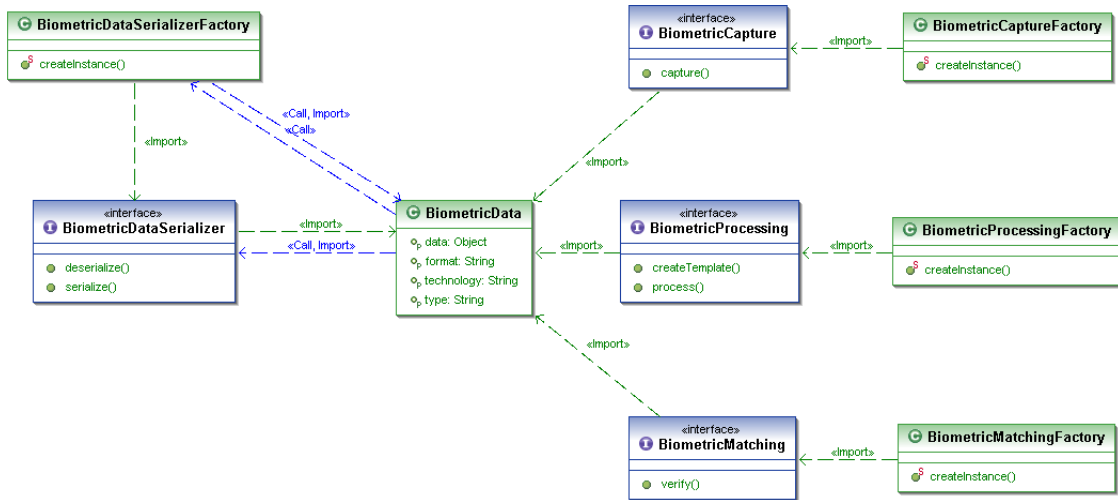 BiometricDataSerializerFactory
createInstance()
«interface»
BiometricCapture
capture()
BiometricCaptureFactory
createInstance()
«Import»
«Call, Import»
«Call»
«Import»
«Import»
«interface»
BiometricDataSerializer
deserialize()
serialize()
«Import»
«Call, Import»
BiometricData
data: Object
format: String
technology: String
type: String
«Import»
«interface»
BiometricProcessing
createTemplate()
process()
«Import»
BiometricProcessingFactory
createInstance()
«Import»
«interface»
BiometricMatching
verify()
«Import»
BiometricMatchingFactory
createInstance()